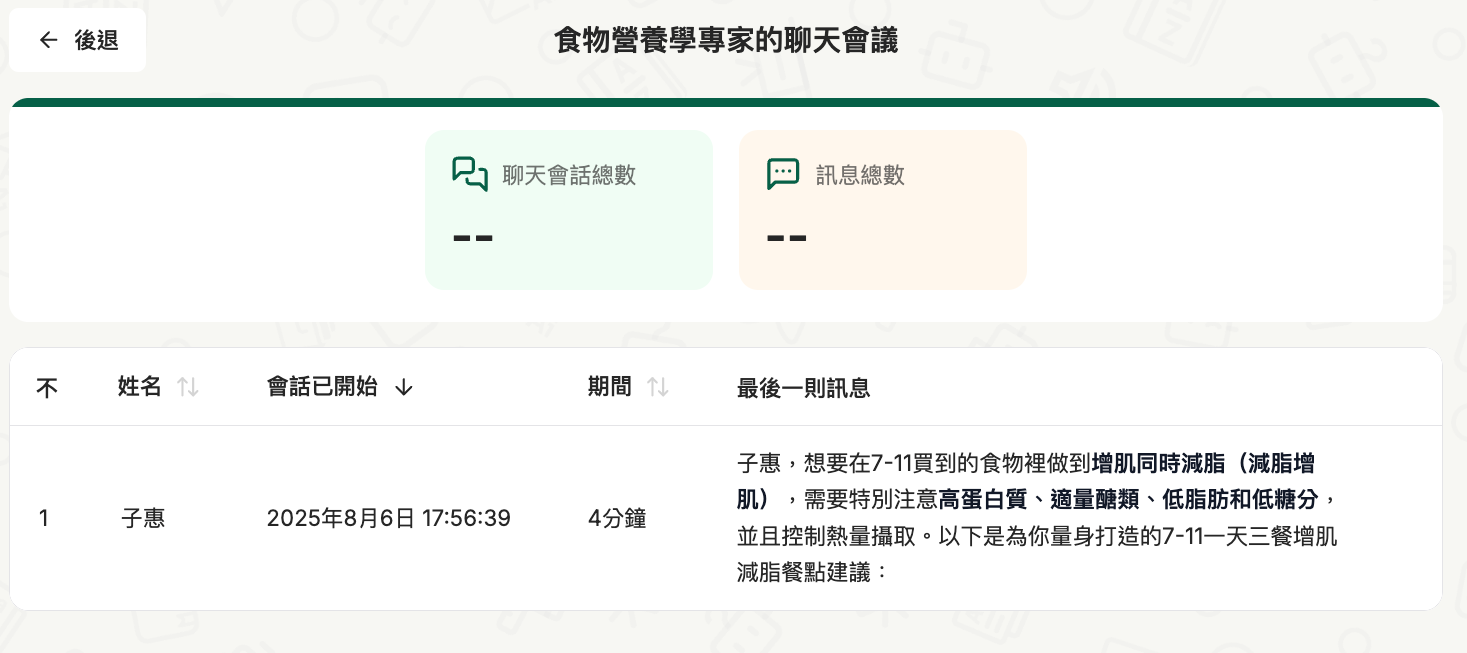 後退
食物營養學專家的聊天會議
聊天會話總數
--
訊息總數
--
不 姓名 會話已開始 期間 最後一則訊息
1 子惠 2025年8月6日 17:56:39 4分鐘
子惠，想要在7-11買到的食物裡做到增肌同時減脂（減脂增
肌），需要特別注意高蛋白質、適量醣類、低脂肪和低糖分，
並且控制熱量攝取。以下是為你量身打造的7-11一天三餐增肌
減脂餐點建議：